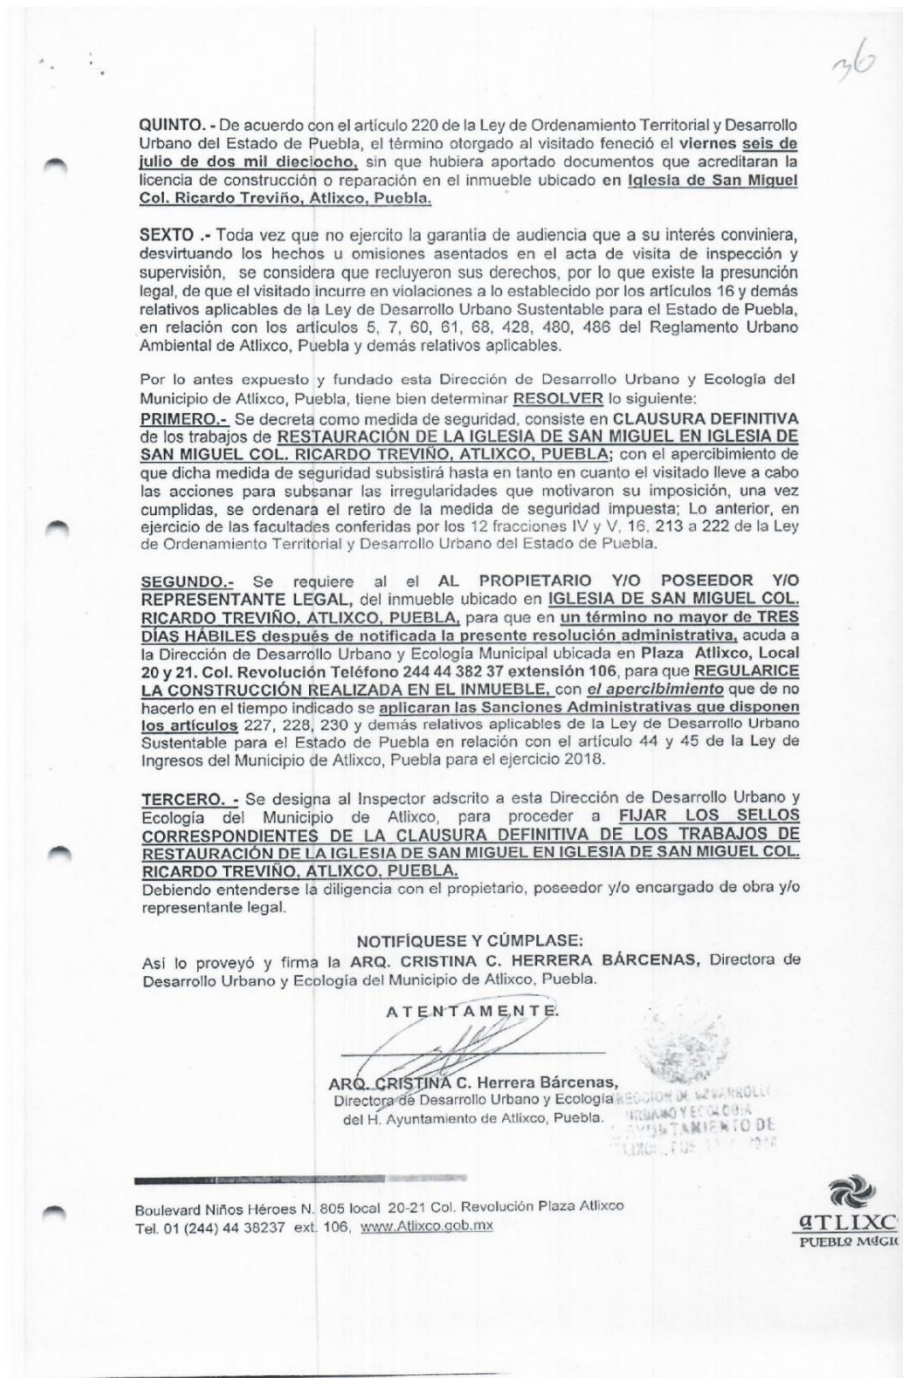 36
QUINTO. - De acuerdo con el artículo 220 de la Ley de Ordenamiento Territorial y Desarrollo
Urbano del Estado de Puebla, el término otorgado al visitado feneció el viernes seis de
julio de dos mil dieciocho, sin que hubiera aportado documentos que acreditaran la
licencia de construcción o reparación en el inmueble ubicado en Iglesia de San Miguel
Col. Ricardo Treviño, Atlixco, Puebla.
SEXTO .- Toda vez que no ejercito la garantia de audiencia que a su interés conviniera,
desvirtuando los hechos u omisiones asentados en el acta de visita de inspección y
supervisión, se considera que recluyeron sus derechos, por lo que existe la presunción
legal, de que el visitado incurre en violaciones a lo establecido por los artículos 16 y demás
relativos aplicables de la Ley de Desarrollo Urbano Sustentable para el Estado de Puebla,
en relación con los artículos 5, 7, 60, 61, 68, 428, 480, 486 del Reglamento Urbano
Ambiental de Atlixco, Puebla y demás relativos aplicables.
Por lo antes expuesto y fundado esta Dirección de Desarrollo Urbano y Ecología del
Municipio de Atlixco, Puebla, tiene bien determinar RESOLVER lo siguiente:
PRIMERO.- Se decreta como medida de seguridad, consiste en CLAUSURA DEFINITIVA
de los trabajos de RESTAURACIÓN DE LA IGLESIA DE SAN MIGUEL EN IGLESIA DE
SAN MIGUEL COL. RICARDO TREVIÑO, ATLIXCO, PUEBLA; con el apercibimiento de
que dicha medida de seguridad subsistirá hasta en tanto en cuanto el visitado lleve a cabo
las acciones para subsanar las irregularidades que motivaron su imposición, una vez
cumplidas, se ordenara el retiro de la medida de seguridad impuesta; Lo anterior, en
ejercicio de las facultades conferidas por los 12 fracciones IV y V, 16, 213 a 222 de la Ley
de Ordenamiento Territorial y Desarrollo Urbano del Estado de Puebla.
SEGUNDO.- Se requiere al el AL PROPIETARIO Y/O POSEEDOR Y/O
REPRESENTANTE LEGAL, del inmueble ubicado en IGLESIA DE SAN MIGUEL COL.
RICARDO TREVIÑO, ATLIXCO, PUEBLA, para que en un término no mayor de TRES
DÍAS HÁBILES después de notificada la presente resolución administrativa, acuda a
la Dirección de Desarrollo Urbano y Ecología Municipal ubicada en Plaza Atlixco, Local
20 y 21. Col. Revolución Teléfono 244 44 382 37 extensión 106, para que REGULARICE
LA CONSTRUCCIÓN REALIZADA EN EL INMUEBLE, con el apercibimiento que de no
hacerlo en el tiempo indicado se aplicaran las Sanciones Administrativas que disponen
los artículos 227, 228, 230 y demás relativos aplicables de la Ley de Desarrollo Urbano
Sustentable para el Estado de Puebla en relación con el artículo 44 y 45 de la Ley de
Ingresos del Municipio de Atlixco, Puebla para el ejercicio 2018.
TERCERO. - Se designa al Inspector adscrito a esta Dirección de Desarrollo Urbano y
Ecología del Municipio de Atlixco, para proceder a FIJAR LOS SELLOS
CORRESPONDIENTES DE LA CLAUSURA DEFINITIVA DE LOS TRABAJOS DE
RESTAURACIÓN DE LA IGLESIA DE SAN MIGUEL EN IGLESIA DE SAN MIGUEL COL.
RICARDO TREVIÑO, ATLIXCO, PUEBLA.
Debiendo entenderse la diligencia con el propietario, poseedor y/o encargado de obra y/o
representante legal.
NOTIFÍQUESE Y CÚMPLASE:
Así lo proveyó y firma la ARQ. CRISTINA C. HERRERA BÁRCENAS, Directora de
Desarrollo Urbano y Ecología del Municipio de Atlixco, Puebla.
ATENTAMENTE.
ARQ. CRISTINA C. Herrera Bárcenas,
Directora de Desarrollo Urbano y Ecología
del H. Ayuntamiento de Atlixco, Puebla.
DE DESARROLLO
URBANO Y ECOLOGIA
AYUNTAMIENTO DE
Boulevard Niños Héroes N. 805 local 20-21 Col. Revolución Plaza Atlixco
Tel. 01 (244) 44 38237 ext. 106, www.Atlixco.gob.mx
ATLIXC
PUEBLO MÁGI